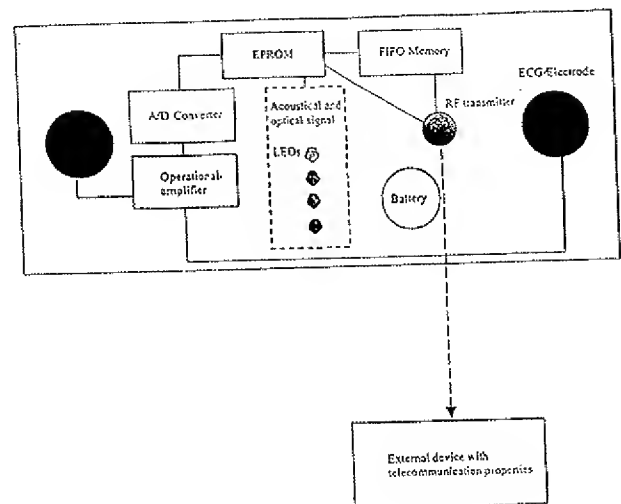 EPROM
FIFO Memory
ECG-Electrode
A/D Converter
Acoustical and
optical signal
RF transmitter
LEDs
Operational-
amplifier
Battery
External device with
telecommunication properties